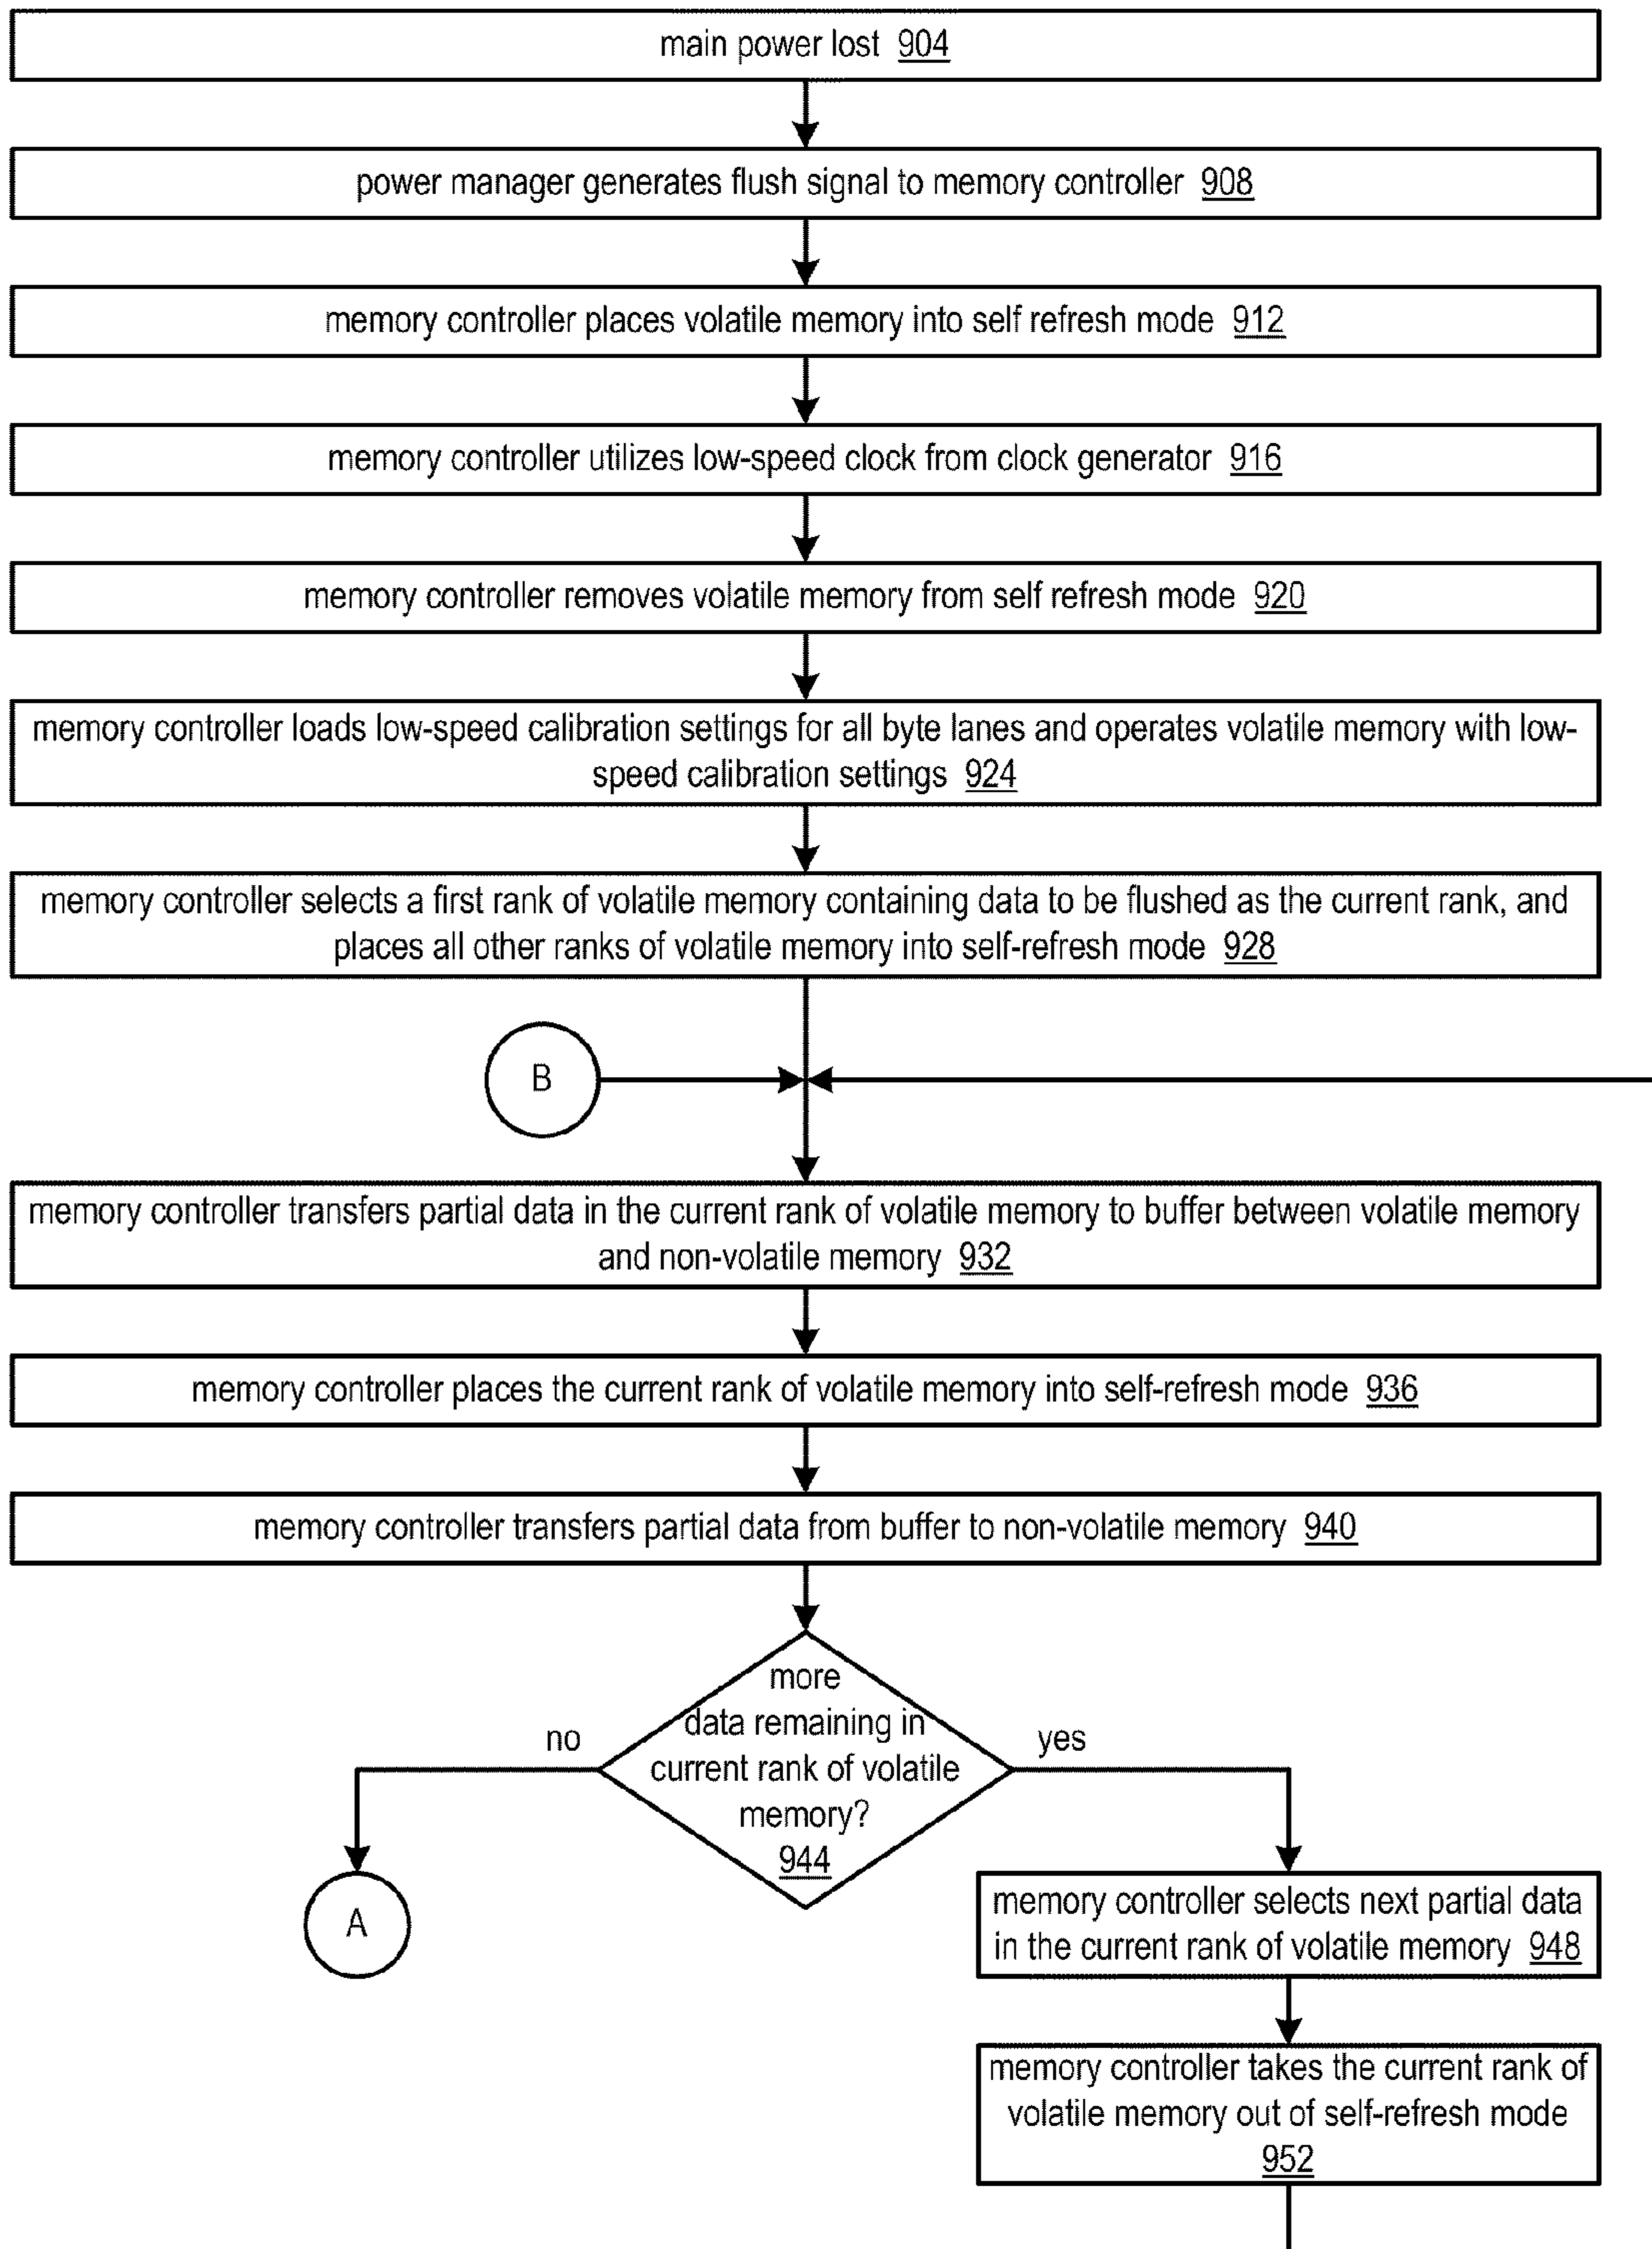 main power lost 904
power manager generates flush signal to memory controller 908
memory controller places volatile memory into self refresh mode 912
memory controller utilizes low-speed clock from clock generator 916
memory controller removes volatile memory from self refresh mode 920
memory controller loads low-speed calibration settings for all byte lanes and operates volatile memory with low-
speed calibration settings 924
memory controller selects a first rank of volatile memory containing data to be flushed as the current rank, and
places all other ranks of volatile memory into self-refresh mode 928
B
memory controller transfers partial data in the current rank of volatile memory to buffer between volatile memory
and non-volatile memory 932
memory controller places the current rank of volatile memory into self-refresh mode 936
memory controller transfers partial data from buffer to non-volatile memory 940
more
data remaining in
current rank of volatile
memory?
944
no
yes
A
memory controller selects next partial data
in the current rank of volatile memory 948
memory controller takes the current rank of
volatile memory out of self-refresh mode
952